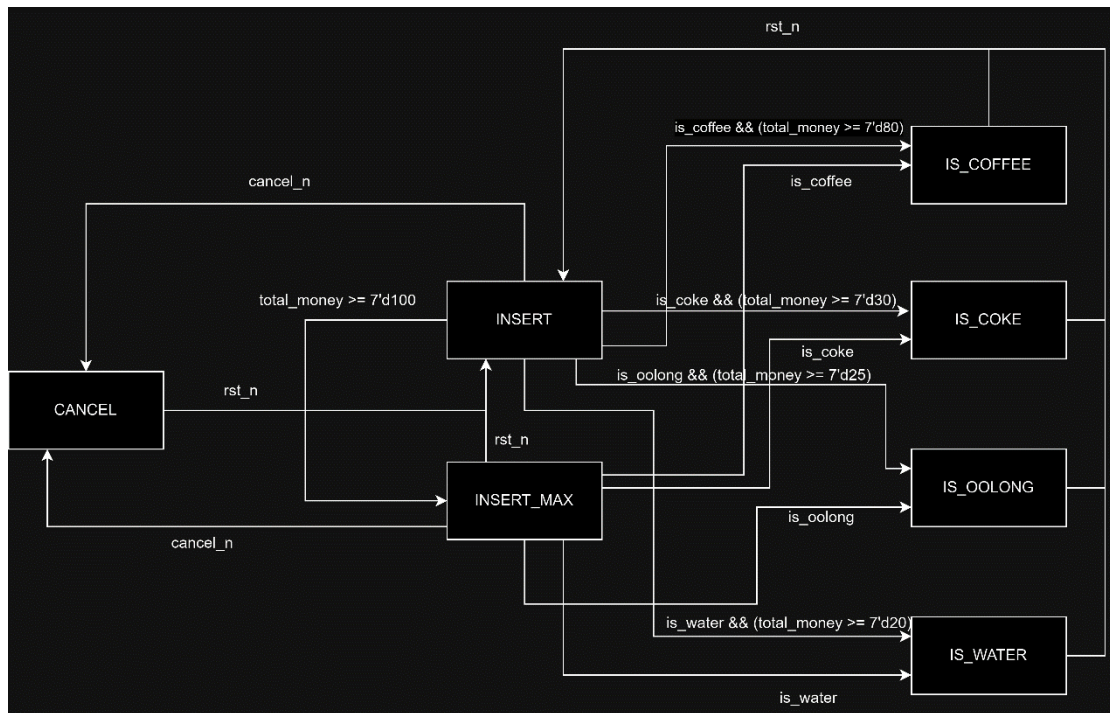 rst_n
is_coffee && (total_money >= 7'd80)
IS_COFFEE
is_coffee
cancel_n
total_money >= 7'd100
INSERT
is_coke && (total_money >= 7'd30)
IS_COKE
is_coke
is_oolong && (total_money >= 7'd25)
CANCEL
rst_n
rst_n
INSERT_MAX
IS_OOLONG
is_oolong
cancel_n
is_water && (total_money >= 7'd20)
IS_WATER
is_water